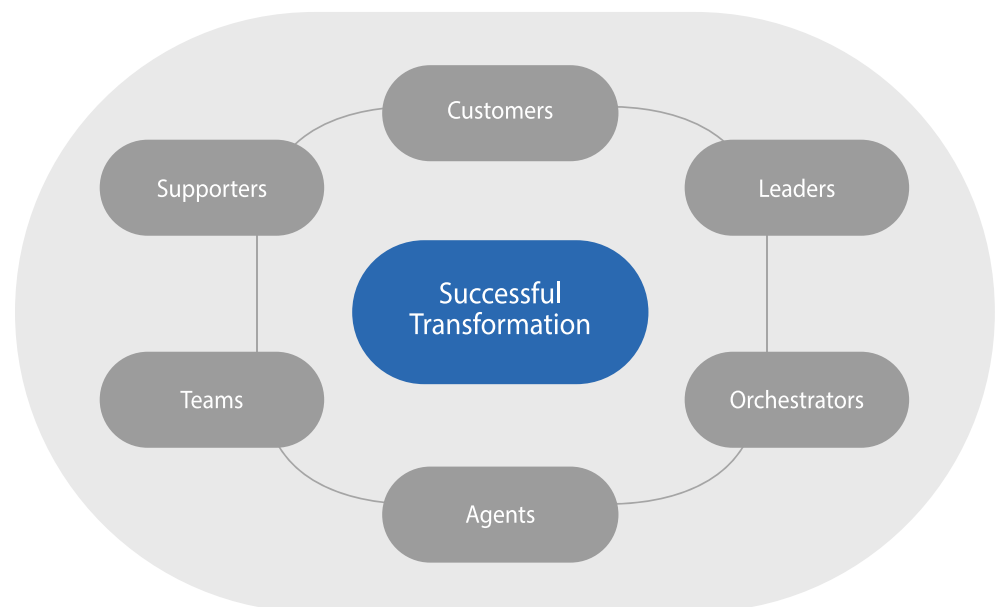 Customers
Supporters
Leaders
Successful
Transformation
Teams
Orchestrators
Agents